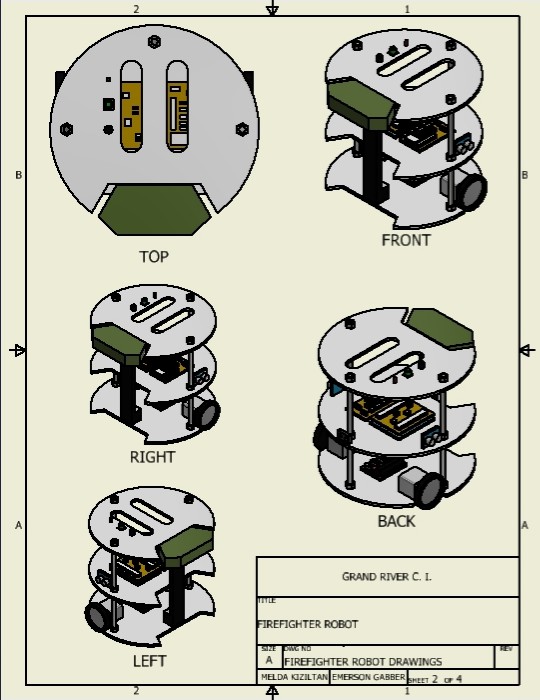 2 1
B B
TOP
FRONT
RIGHT
BACK
A A
LEFT
GRAND RIVER C. I.
TITLE
FIREFIGHTER ROBOT
SIZE DWG NO REV
A FIREFIGHTER ROBOT DRAWINGS
MELDA KIZILTAN EMERSON GABBER SHEET 2 OF 4
2 1